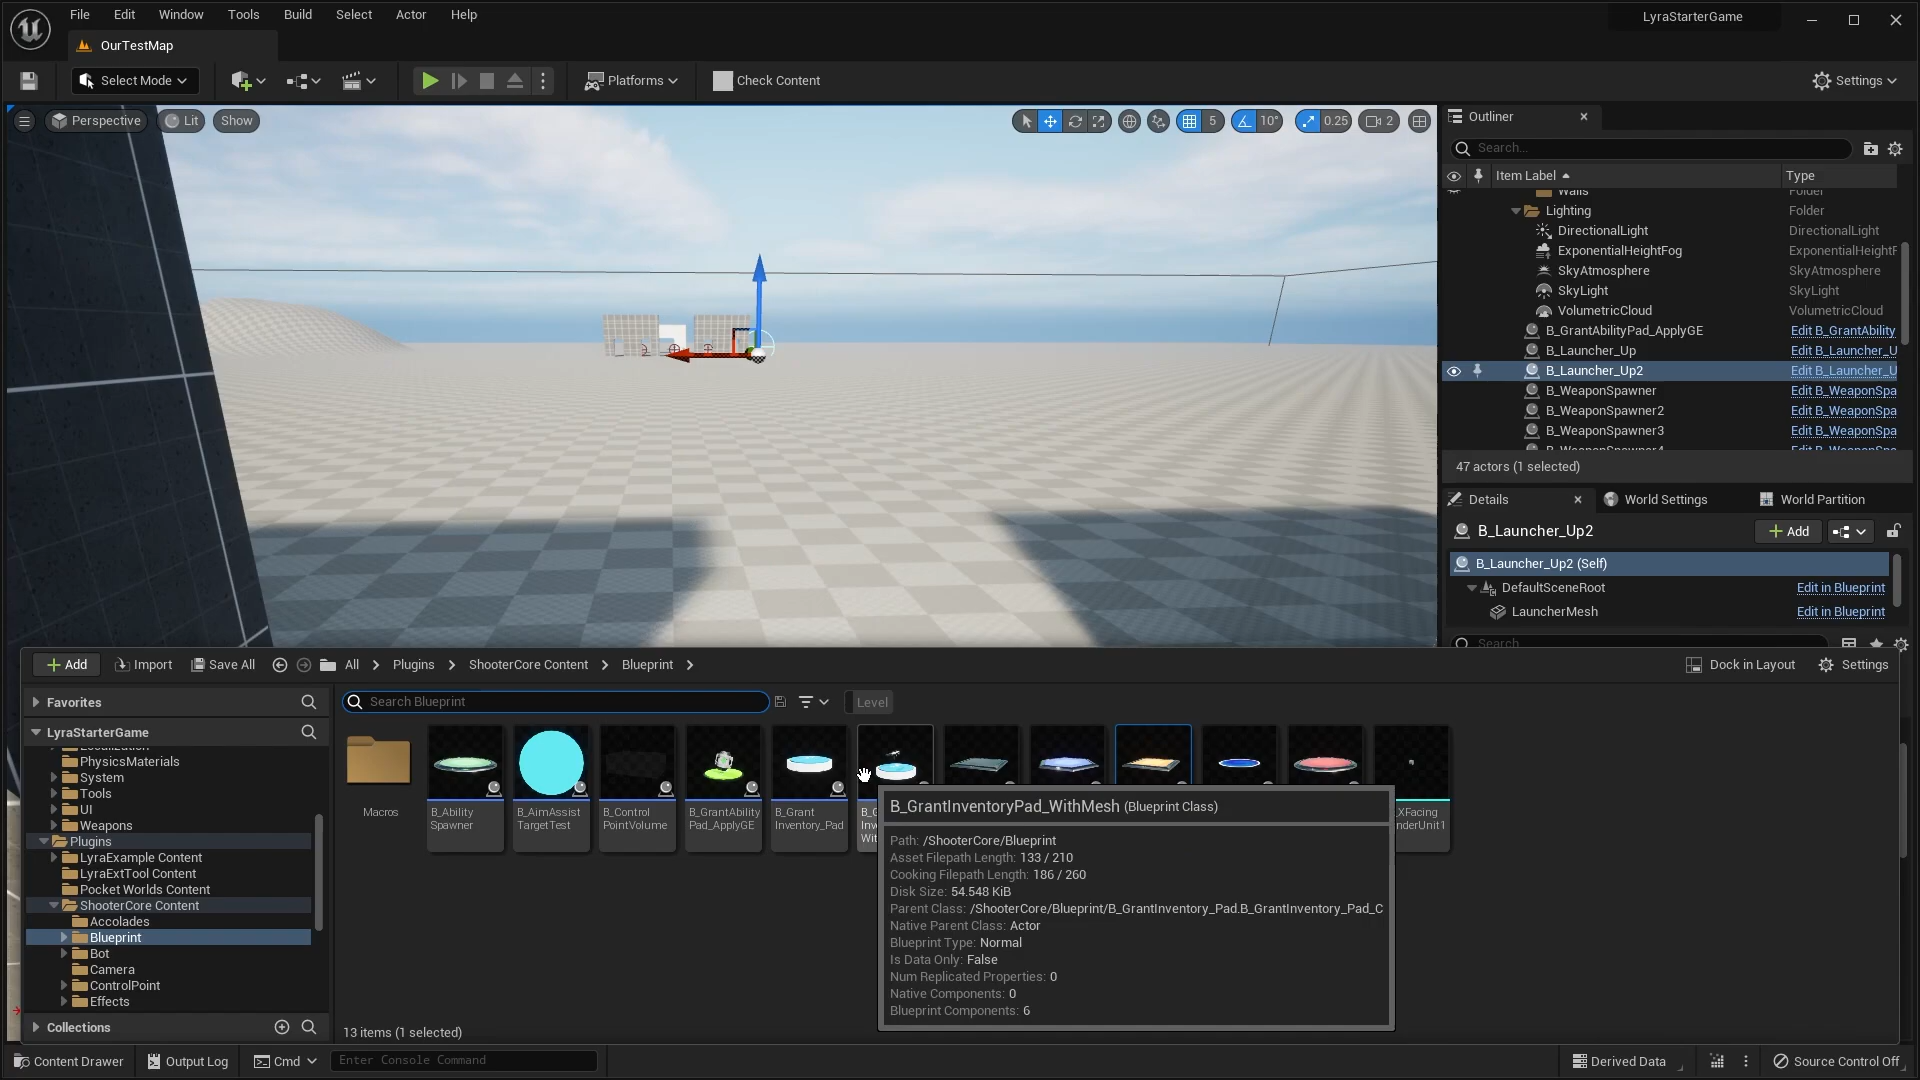 File Edit Window Tools Build Select Actor Help
LyraStarterGame
OurTestMap
Select Mode
Platforms
Check Content
Settings
Perspective
Lit
Show
5
10°
0.25
2
Outliner
Search...
Item Label
Type
Walls
Folder
Lighting
Folder
DirectionalLight
DirectionalLight
ExponentialHeightFog
ExponentialHeightF
SkyAtmosphere
SkyAtmosphere
SkyLight
SkyLight
VolumetricCloud
VolumetricCloud
B_GrantAbilityPad_ApplyGE
Edit B_GrantAbility
B_Launcher_Up
Edit B_Launcher_U
B_Launcher_Up2
Edit B_Launcher_U
B_WeaponSpawner
Edit B_WeaponSpa
B_WeaponSpawner2
Edit B_WeaponSpa
B_WeaponSpawner3
Edit B_WeaponSpa
B_WeaponSpawner4
Edit B_WeaponSpa
47 actors (1 selected)
Details
World Settings
World Partition
B_Launcher_Up2
Add
B_Launcher_Up2 (Self)
DefaultSceneRoot
Edit in Blueprint
LauncherMesh
Edit in Blueprint
Search
Add
Import
Save All
All
Plugins
ShooterCore Content
Blueprint
Dock in Layout
Settings
Favorites
LyraStarterGame
Localization
PhysicsMaterials
System
Tools
UI
Weapons
Plugins
LyraExample Content
LyraExtTool Content
Pocket Worlds Content
ShooterCore Content
Accolades
Blueprint
Bot
Camera
ControlPoint
Effects
Collections
Search Blueprint
Level
Macros
B_Ability
Spawner
B_AimAssist
TargetTest
B_Control
PointVolume
B_GrantAbility
Pad_ApplyGE
B_Grant
Inventory_Pad
B_G
Inv
Wit
XFacing
nderUnit1
B_GrantInventoryPad_WithMesh (Blueprint Class)
Path: /ShooterCore/Blueprint
Asset Filepath Length: 133 / 210
Cooking Filepath Length: 186 / 260
Disk Size: 54.548 KiB
Parent Class: /ShooterCore/Blueprint/B_GrantInventory_Pad.B_GrantInventory_Pad_C
Native Parent Class: Actor
Blueprint Type: Normal
Is Data Only: False
Num Replicated Properties: 0
Native Components: 0
Blueprint Components: 6
13 items (1 selected)
Content Drawer
Output Log
Cmd
Enter Console Command
Derived Data
Source Control Off